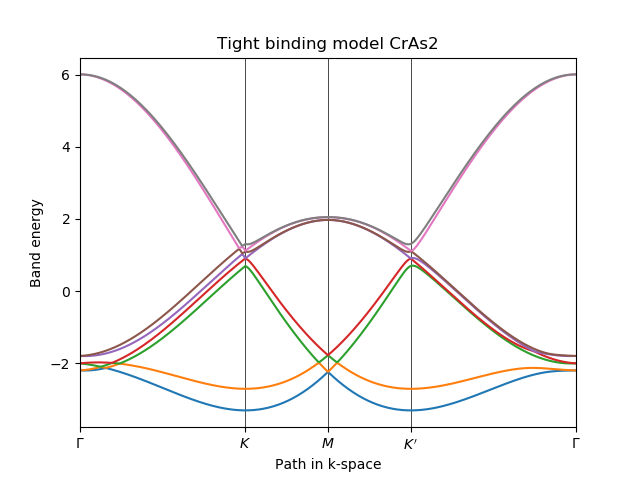 Tight binding model CrAs2
6
4
2
0
−2
Band energy
Γ K M K′ Γ
Path in k-space